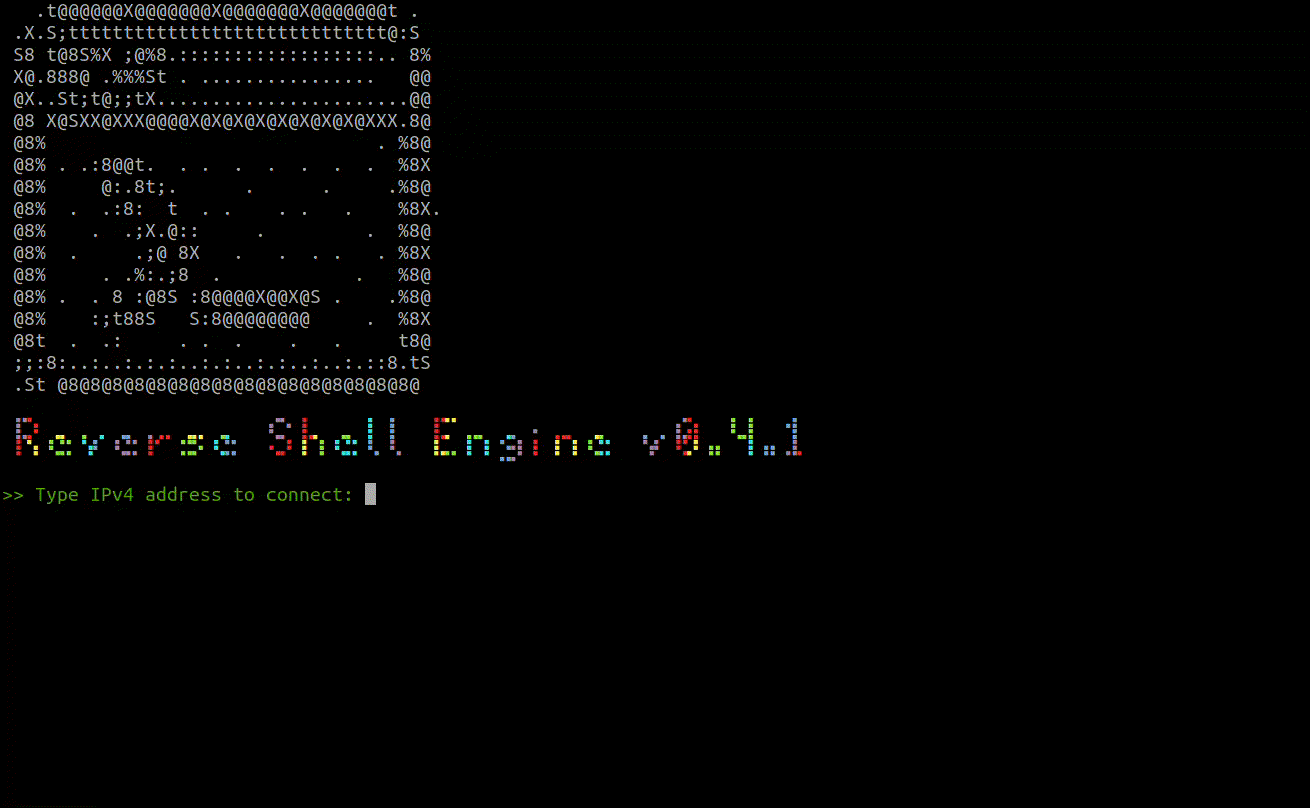 .t@@@@@@X@@@@@@@X@@@@@@@X@@@@@@@t .
.X.S;ttttttttttttttttttttttttttttt@:S
S8 t@8S%X ;@%8.::::::::::::::::::.. 8%
X@.888@ .%%%St . ................   @@
@X..St;t@;;tX.......................@@
@8 X@SXX@XXX@@@@X@X@X@X@X@X@X@X@XXX.8@
@8%                              . %8@
@8% . .:8@@t.  . .  .  .  .  .  .  %8X
@8%     @:.8t;.      .      .     .%8@
@8%  .  .:8:  t  . .    . .  .    %8X.
@8%    .  .;X.@::     .         .  %8@
@8%  .     .;@ 8X   .   .  . .   . %8X
@8%     . .%:.;8  .            .   %8@
@8% .  . 8 :@8S :8@@@@X@@X@S .    .%8@
@8%    :;t88S   S:8@@@@@@@@     .  %8X
@8t  .  .:     . .  .    .   .     t8@
;;:8:..:..:.:.:..:.:..:.:..:..:.::8.tS
.St @8@8@8@8@8@8@8@8@8@8@8@8@8@8@8@8@
Reverse Shell Engine v0.4.1
>> Type IPv4 address to connect: